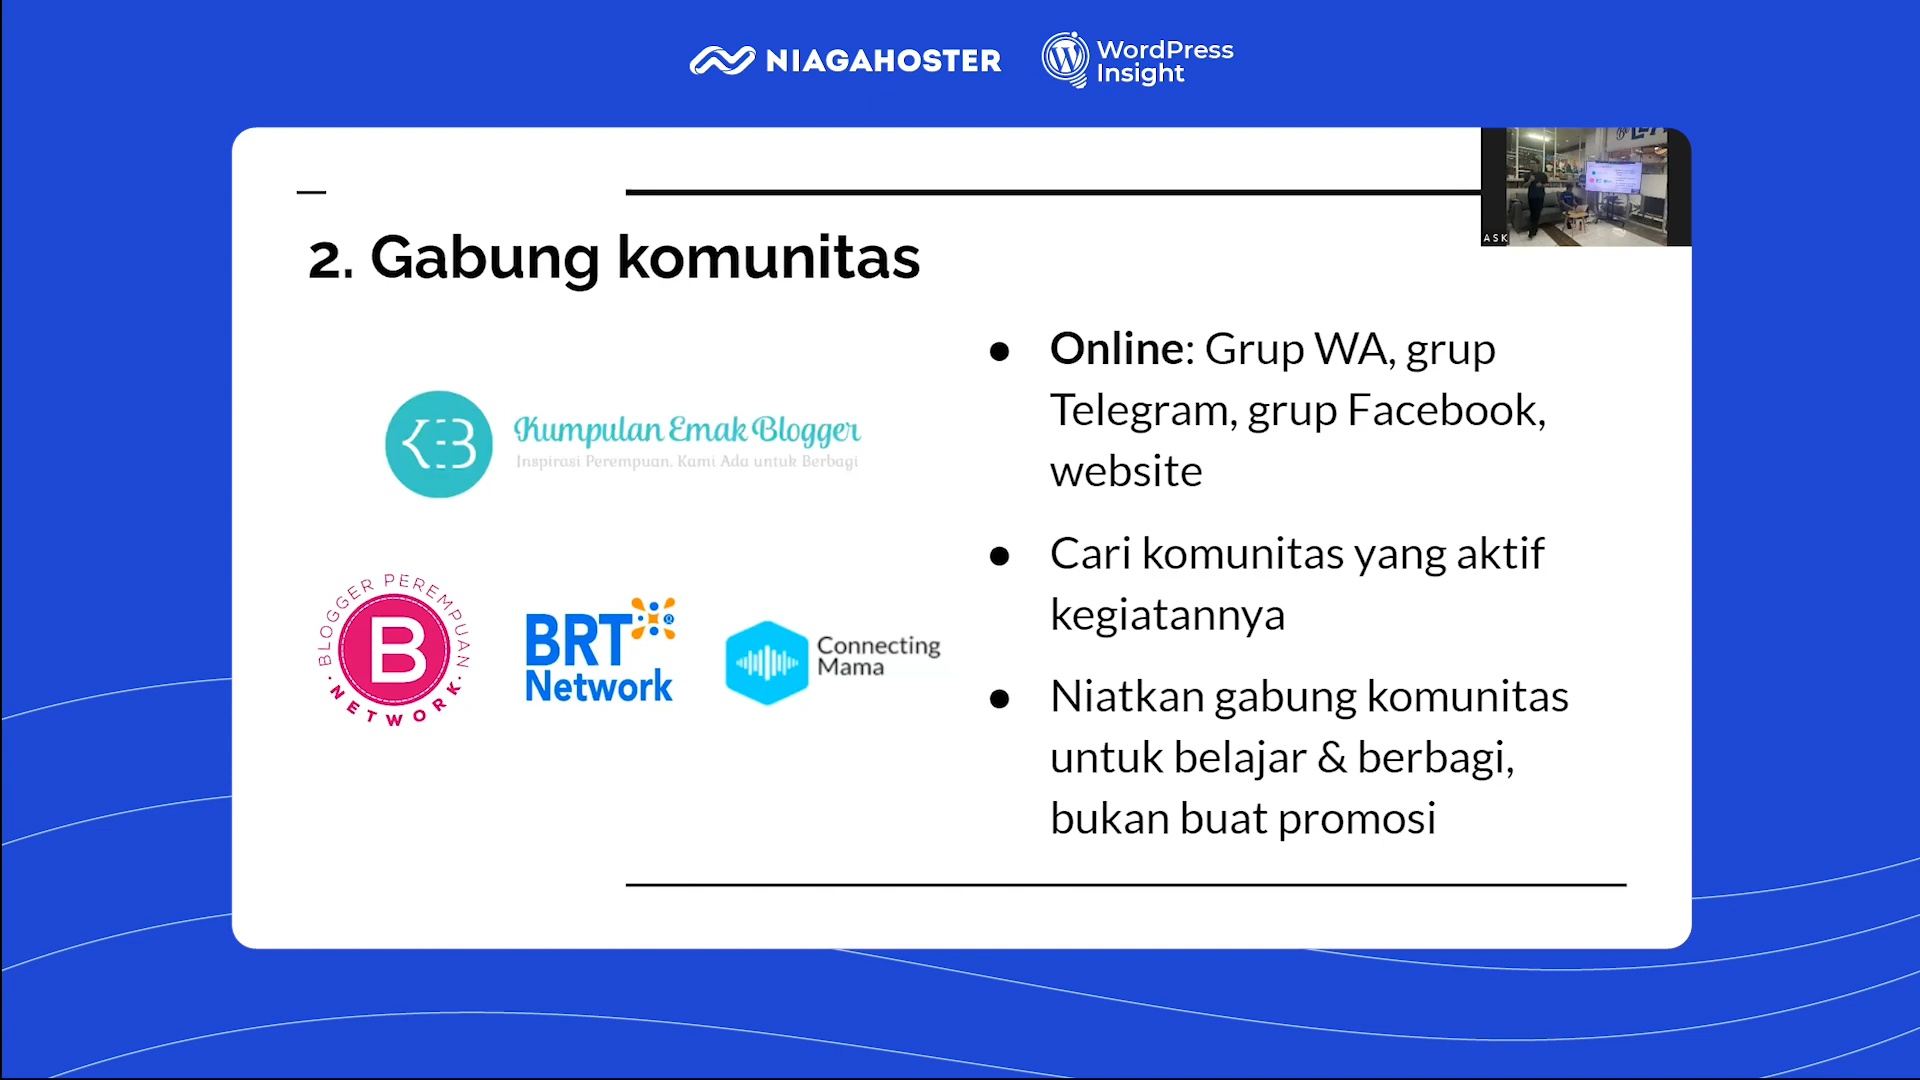 NIAGAHOSTER
WordPress
Insight
ASK
2. Gabung komunitas
KEB
Kumpulan Emak Blogger
Inspirasi Perempuan, Kami Ada untuk Berbagi
BLOGGER PEREMPUAN
B
NETWORK
BRT
Network
Connecting
Mama
● Online: Grup WA, grup
Telegram, grup Facebook,
website
● Cari komunitas yang aktif
kegiatannya
● Niatkan gabung komunitas
untuk belajar & berbagi,
bukan buat promosi